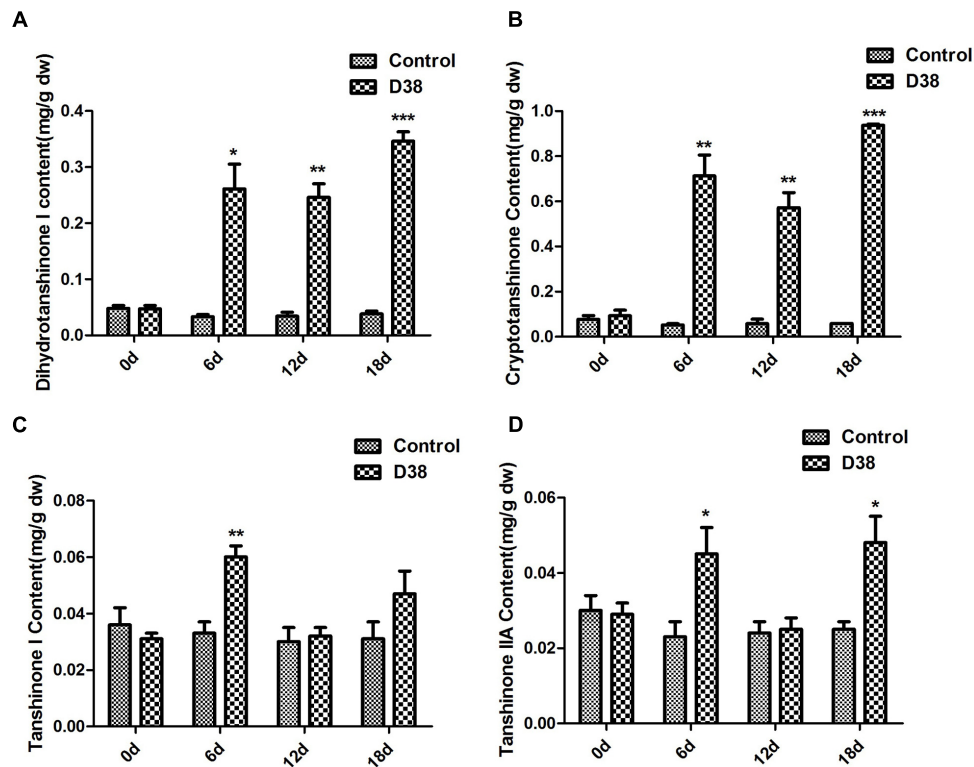 A
Control
D38
Dihydrotanshinone I content(mg/g dw)
0.4
0.3
0.2
0.1
0.0
*
**
***
0d
6d
12d
18d
B
Control
D38
Cryptotanshinone Content(mg/g dw)
1.0
0.8
0.6
0.4
0.2
0.0
**
**
***
0d
6d
12d
18d
C
Control
D38
Tanshinone I Content(mg/g dw)
0.08
0.06
0.04
0.02
0.00
**
0d
6d
12d
18d
D
Control
D38
Tanshinone IIA Content(mg/g dw)
0.06
0.04
0.02
0.00
*
*
0d
6d
12d
18d